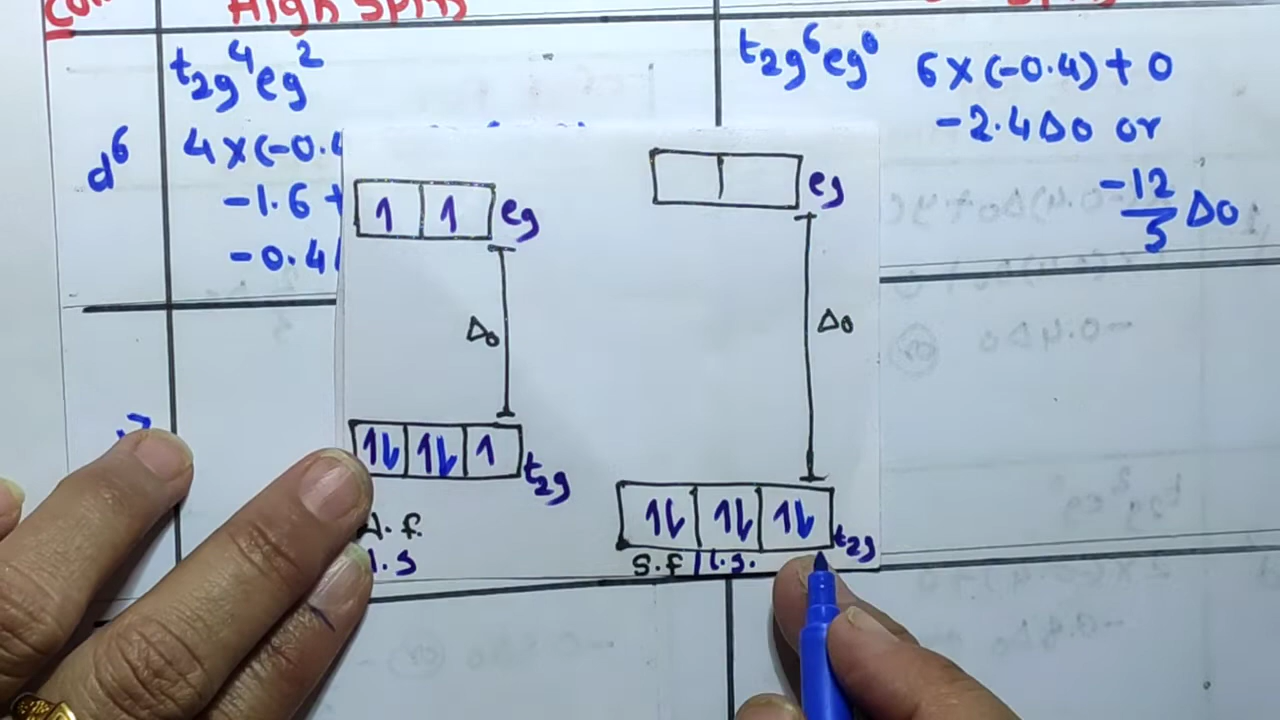 High Spin
t₂g⁴eg²
t₂g⁶eg⁰
6×(-0.4)+0
d⁶
4×(-0.4
-2.4Δo or
-1.6+
-12/5 Δo
-0.4
1 1 eg
eg
Δo
Δo
1⇂ 1⇂ 1 t₂g
1⇂ 1⇂ 1⇂ t₂g
.f.
s.f/l.s.
.s